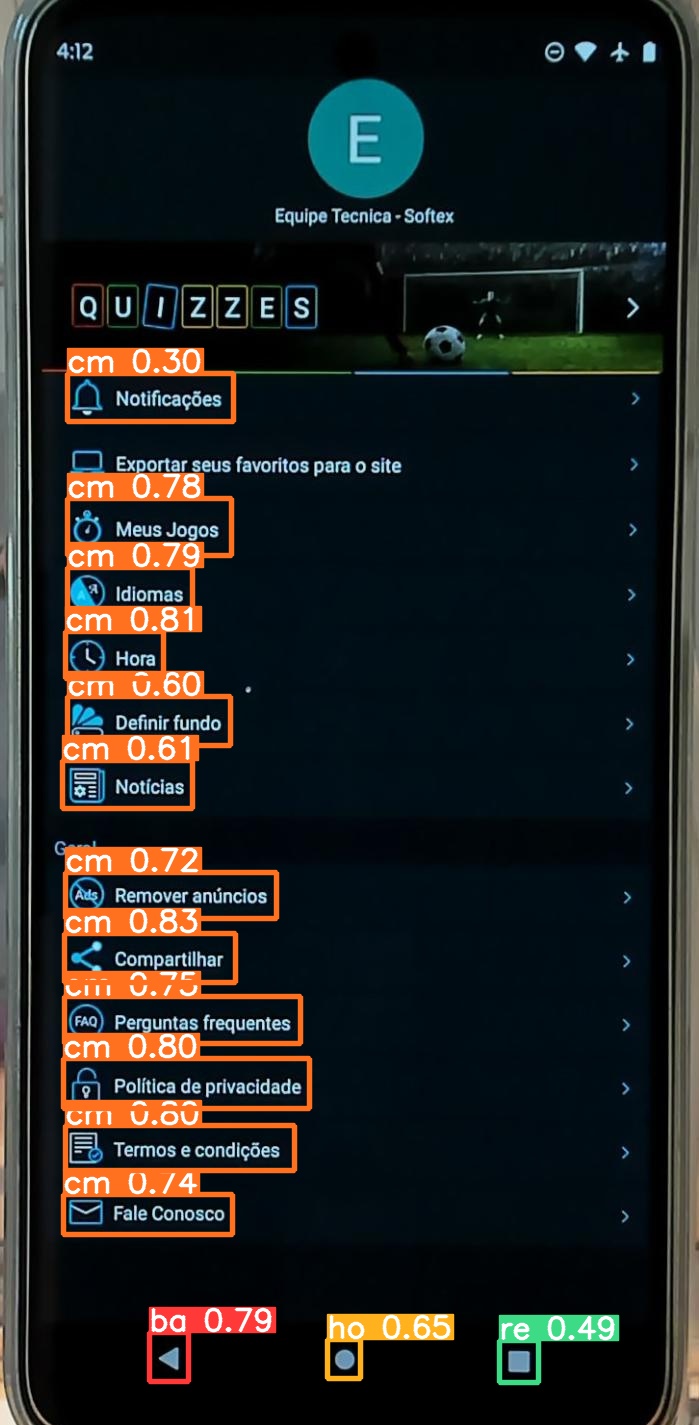 4:12
E
Equipe Tecnica - Softex
QUIZZES
cm 0.30
Notificações
Exportar seus favoritos para o site
cm 0.78
Meus Jogos
cm 0.79
Idiomas
cm 0.81
Hora
cm 0.60
Definir fundo
cm 0.61
Notícias
cm 0.72
Ads Remover anúncios
cm 0.83
Compartilhar
cm 0.75
FAQ Perguntas frequentes
cm 0.80
Política de privacidade
cm 0.80
Termos e condições
cm 0.74
Fale Conosco
ba 0.79 ho 0.65 re 0.49